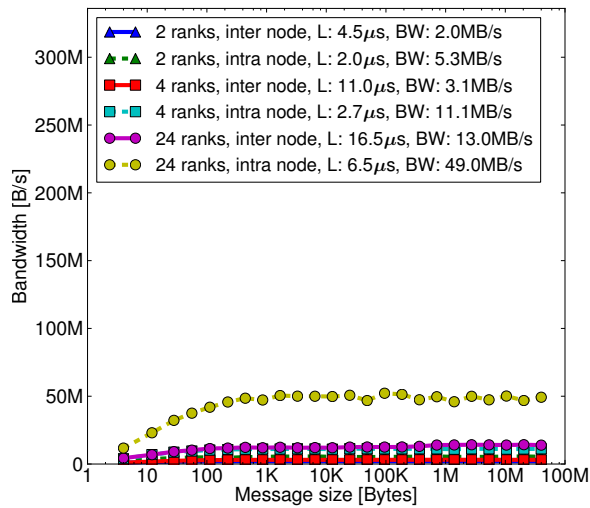 300M
250M
200M
150M
100M
50M
0
Bandwidth [B/s]
2 ranks, inter node, L: 4.5μs, BW: 2.0MB/s
2 ranks, intra node, L: 2.0μs, BW: 5.3MB/s
4 ranks, inter node, L: 11.0μs, BW: 3.1MB/s
4 ranks, intra node, L: 2.7μs, BW: 11.1MB/s
24 ranks, inter node, L: 16.5μs, BW: 13.0MB/s
24 ranks, intra node, L: 6.5μs, BW: 49.0MB/s
1 10 100 1K 10K 100K 1M 10M 100M
Message size [Bytes]